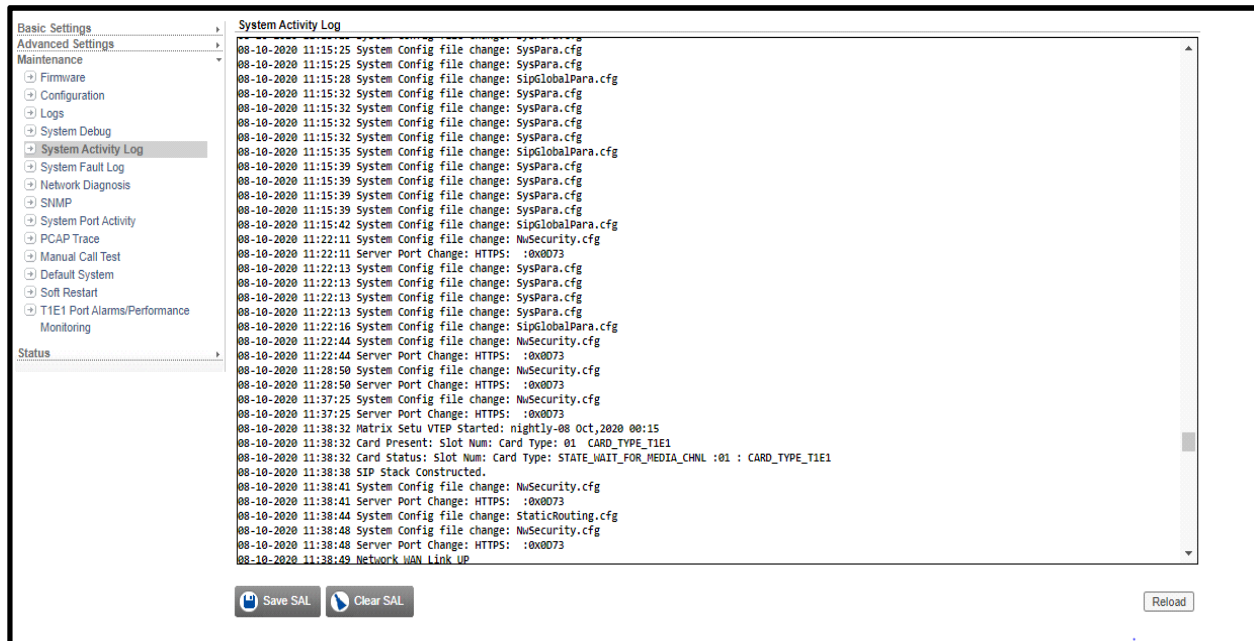 Basic Settings
Advanced Settings
Maintenance
Firmware
Configuration
Logs
System Debug
System Activity Log
System Fault Log
Network Diagnosis
SNMP
System Port Activity
PCAP Trace
Manual Call Test
Default System
Soft Restart
T1E1 Port Alarms/Performance
Monitoring
Status
System Activity Log
08-10-2020 11:15:25 System Config file change: SysPara.cfg
08-10-2020 11:15:25 System Config file change: SysPara.cfg
08-10-2020 11:15:28 System Config file change: SipGlobalPara.cfg
08-10-2020 11:15:32 System Config file change: SysPara.cfg
08-10-2020 11:15:32 System Config file change: SysPara.cfg
08-10-2020 11:15:32 System Config file change: SysPara.cfg
08-10-2020 11:15:32 System Config file change: SysPara.cfg
08-10-2020 11:15:35 System Config file change: SipGlobalPara.cfg
08-10-2020 11:15:39 System Config file change: SysPara.cfg
08-10-2020 11:15:39 System Config file change: SysPara.cfg
08-10-2020 11:15:39 System Config file change: SysPara.cfg
08-10-2020 11:15:39 System Config file change: SysPara.cfg
08-10-2020 11:15:42 System Config file change: SipGlobalPara.cfg
08-10-2020 11:22:11 System Config file change: NwSecurity.cfg
08-10-2020 11:22:11 Server Port Change: HTTPS:  :0x0D73
08-10-2020 11:22:13 System Config file change: SysPara.cfg
08-10-2020 11:22:13 System Config file change: SysPara.cfg
08-10-2020 11:22:13 System Config file change: SysPara.cfg
08-10-2020 11:22:13 System Config file change: SysPara.cfg
08-10-2020 11:22:16 System Config file change: SipGlobalPara.cfg
08-10-2020 11:22:44 System Config file change: NwSecurity.cfg
08-10-2020 11:22:44 Server Port Change: HTTPS:  :0x0D73
08-10-2020 11:28:50 System Config file change: NwSecurity.cfg
08-10-2020 11:28:50 Server Port Change: HTTPS:  :0x0D73
08-10-2020 11:37:25 System Config file change: NwSecurity.cfg
08-10-2020 11:37:25 Server Port Change: HTTPS:  :0x0D73
08-10-2020 11:38:32 Matrix Setu VTEP Started: nightly-08 Oct,2020 00:15
08-10-2020 11:38:32 Card Present: Slot Num: Card Type: 01  CARD_TYPE_T1E1
08-10-2020 11:38:32 Card Status: Slot Num: Card Type: STATE_WAIT_FOR_MEDIA_CHNL :01 : CARD_TYPE_T1E1
08-10-2020 11:38:38 SIP Stack Constructed.
08-10-2020 11:38:41 System Config file change: NwSecurity.cfg
08-10-2020 11:38:41 Server Port Change: HTTPS:  :0x0D73
08-10-2020 11:38:44 System Config file change: StaticRouting.cfg
08-10-2020 11:38:48 System Config file change: NwSecurity.cfg
08-10-2020 11:38:48 Server Port Change: HTTPS:  :0x0D73
08-10-2020 11:38:49 Network WAN Link UP
Save SAL
Clear SAL
Reload